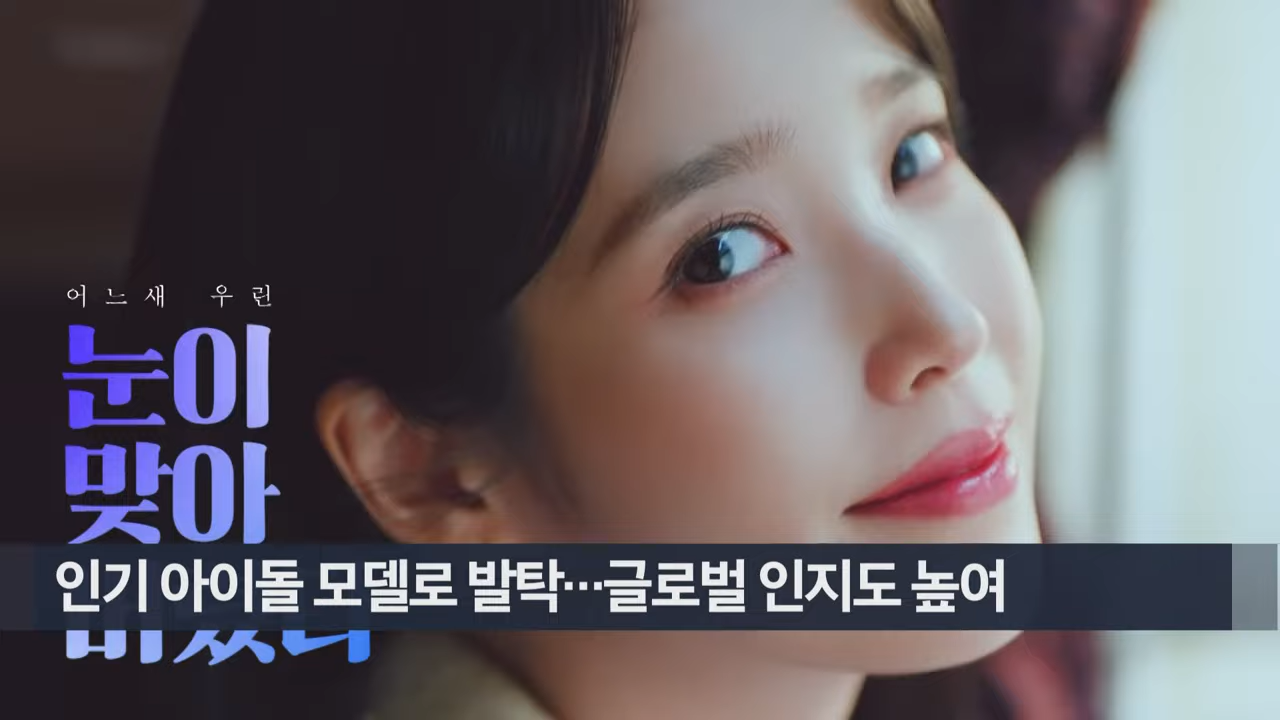 어느새 우린
눈이
맞아
인기 아이돌 모델로 발탁…글로벌 인지도 높여